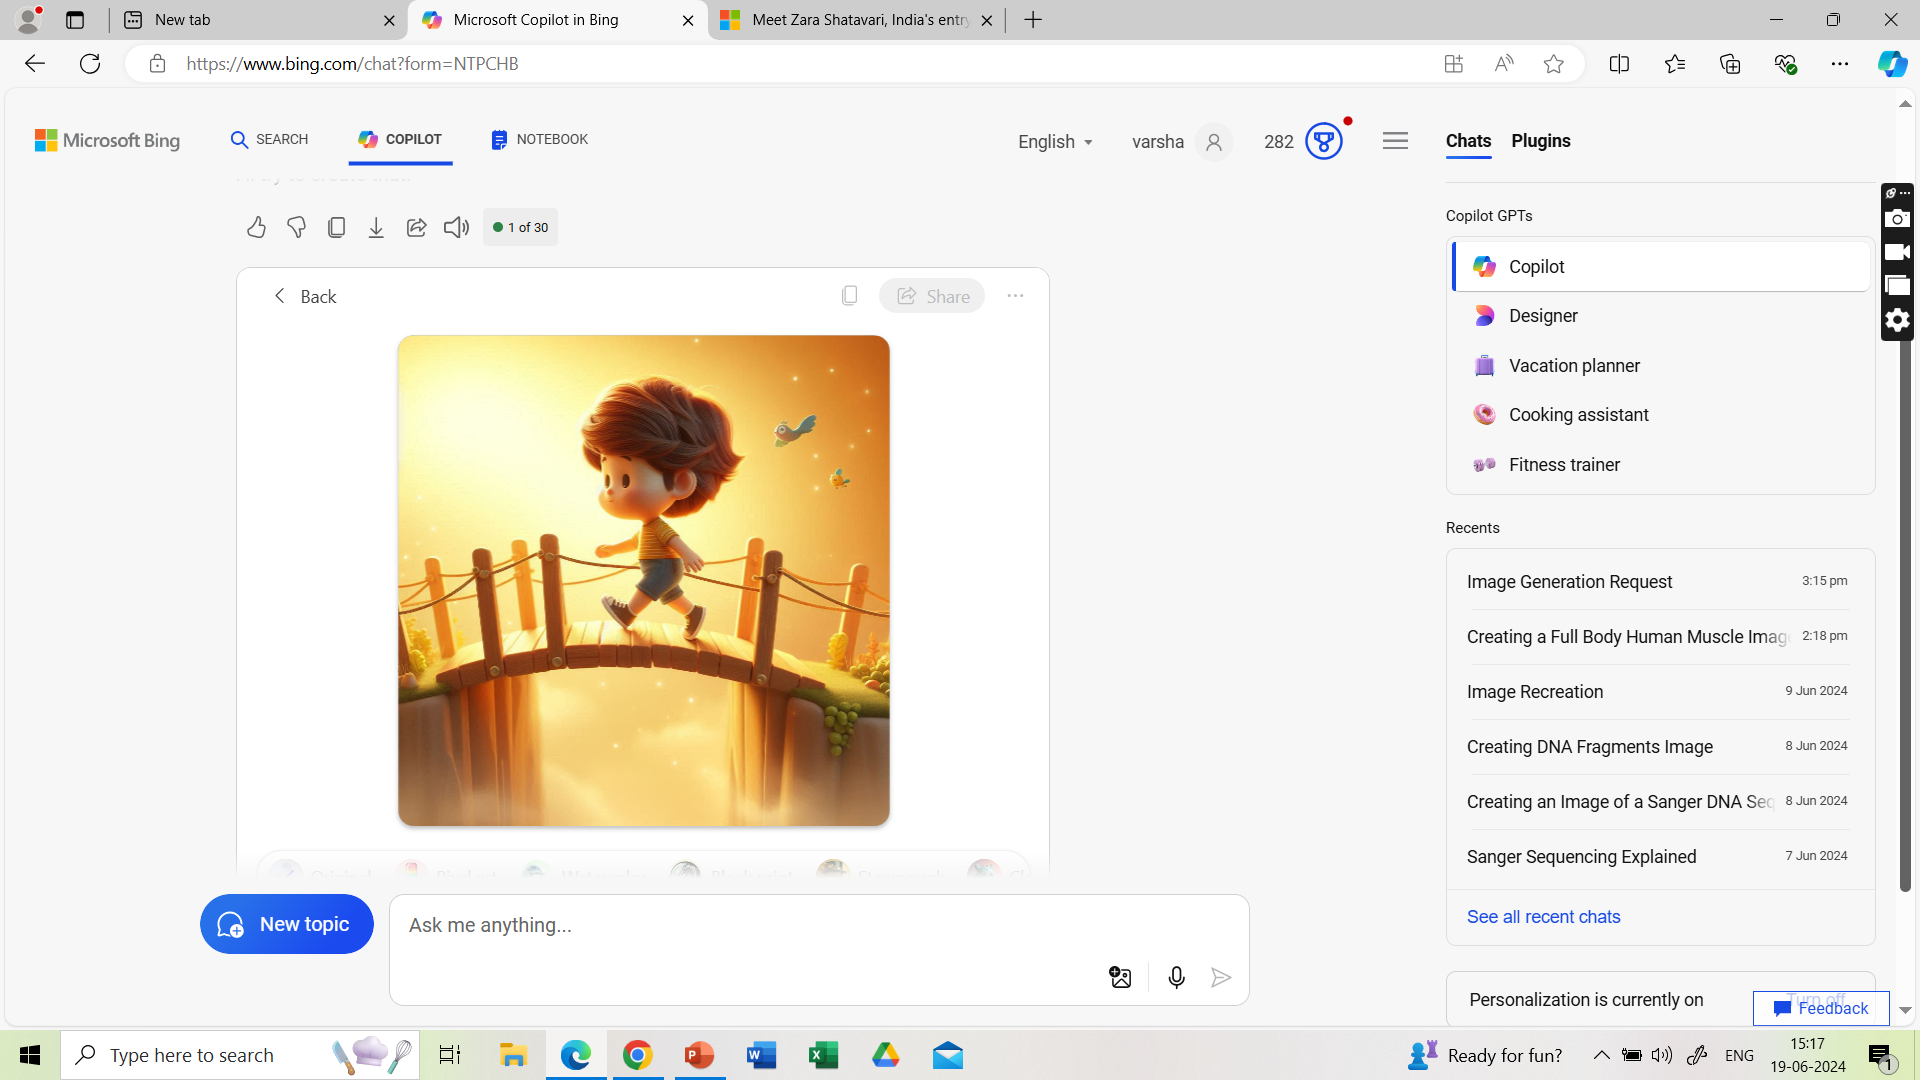 New tab
Microsoft Copilot in Bing
Meet Zara Shatavari, India's entry
https://www.bing.com/chat?form=NTPCHB
Microsoft Bing
SEARCH
COPILOT
NOTEBOOK
English
varsha
282
Chats
Plugins
1 of 30
Back
Share
Copilot GPTs
Copilot
Designer
Vacation planner
Cooking assistant
Fitness trainer
Recents
Image Generation Request 3:15 pm
Creating a Full Body Human Muscle Imag 2:18 pm
Image Recreation 9 Jun 2024
Creating DNA Fragments Image 8 Jun 2024
Creating an Image of a Sanger DNA Seq 8 Jun 2024
Sanger Sequencing Explained 7 Jun 2024
See all recent chats
Personalization is currently on
Turn off
Feedback
New topic
Ask me anything...
Type here to search
Ready for fun?
ENG
15:17
19-06-2024
1